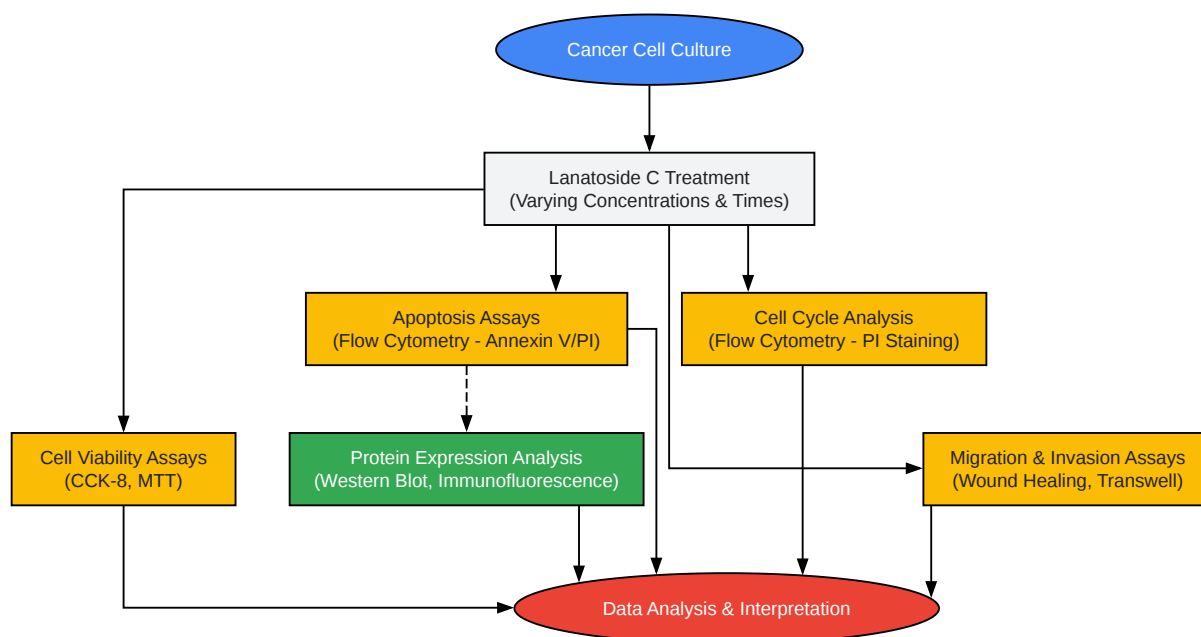 Cancer Cell Culture
Lanatoside C Treatment
(Varying Concentrations & Times)
Apoptosis Assays
(Flow Cytometry - Annexin V/PI)
Cell Cycle Analysis
(Flow Cytometry - PI Staining)
Cell Viability Assays
(CCK-8, MTT)
Protein Expression Analysis
(Western Blot, Immunofluorescence)
Migration & Invasion Assays
(Wound Healing, Transwell)
Data Analysis & Interpretation